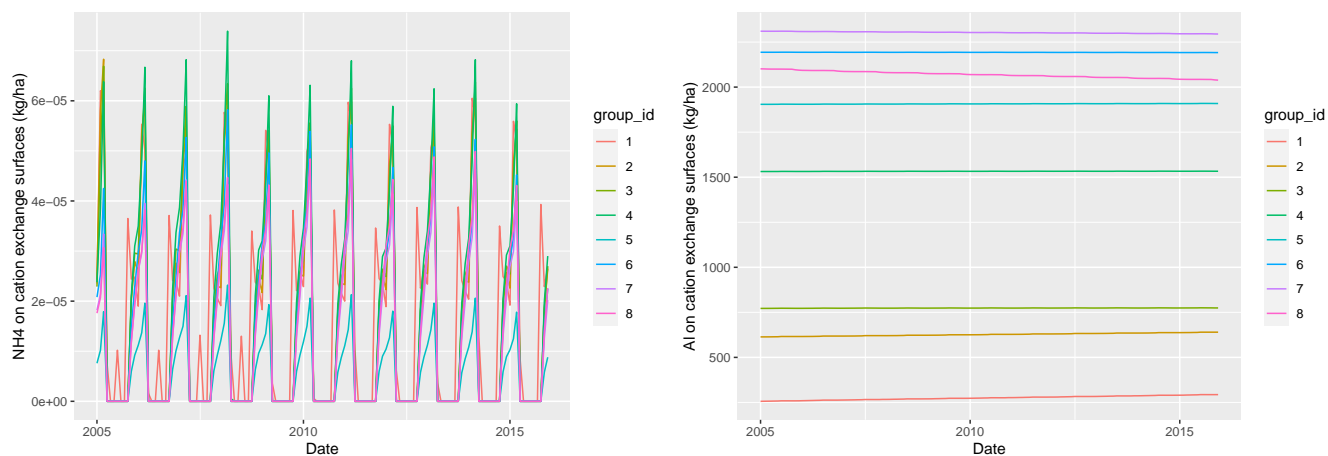 NH4 on cation exchange surfaces (kg/ha)
6e−05
4e−05
2e−05
0e+00
2005
2010
2015
Date
group_id
1
2
3
4
5
6
7
8
Al on cation exchange surfaces (kg/ha)
2000
1500
1000
500
2005
2010
2015
Date
group_id
1
2
3
4
5
6
7
8